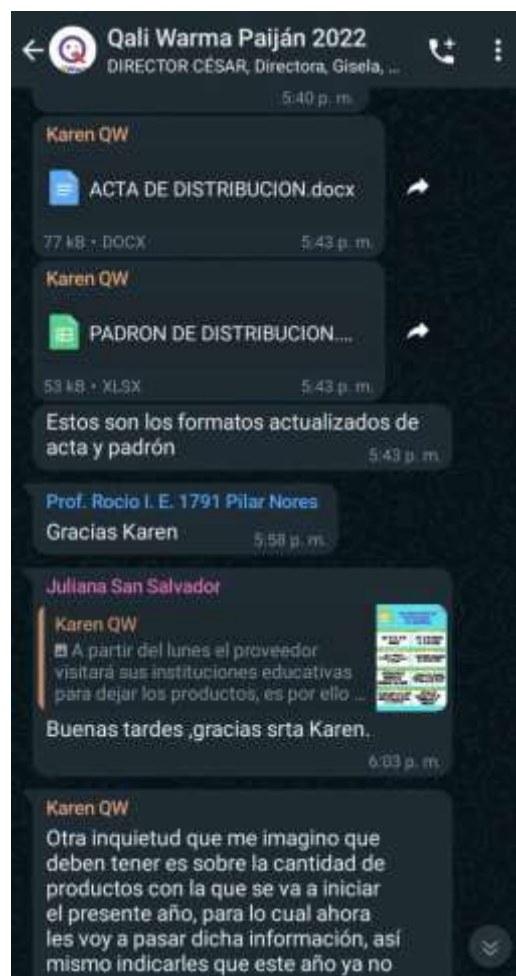 Qali Warma Paiján 2022
DIRECTOR CÉSAR, Directora, Gisela, ...
5:40 p. m.
Karen QW
ACTA DE DISTRIBUCION.docx
77 kB • DOCX 5:43 p. m.
Karen QW
PADRON DE DISTRIBUCION....
53 kB • XLSX 5:43 p. m.
Estos son los formatos actualizados de
acta y padrón
5:43 p. m.
Prof. Rocio I. E. 1791 Pilar Nores
Gracias Karen 5:58 p. m.
Juliana San Salvador
Karen QW
A partir del lunes el proveedor
visitará sus instituciones educativas
para dejar los productos, es por ello ...
Buenas tardes ,gracias srta Karen.
6:03 p. m.
Karen QW
Otra inquietud que me imagino que
deben tener es sobre la cantidad de
productos con la que se va a iniciar
el presente año, para lo cual ahora
les voy a pasar dicha información, así
mismo indicarles que este año ya no